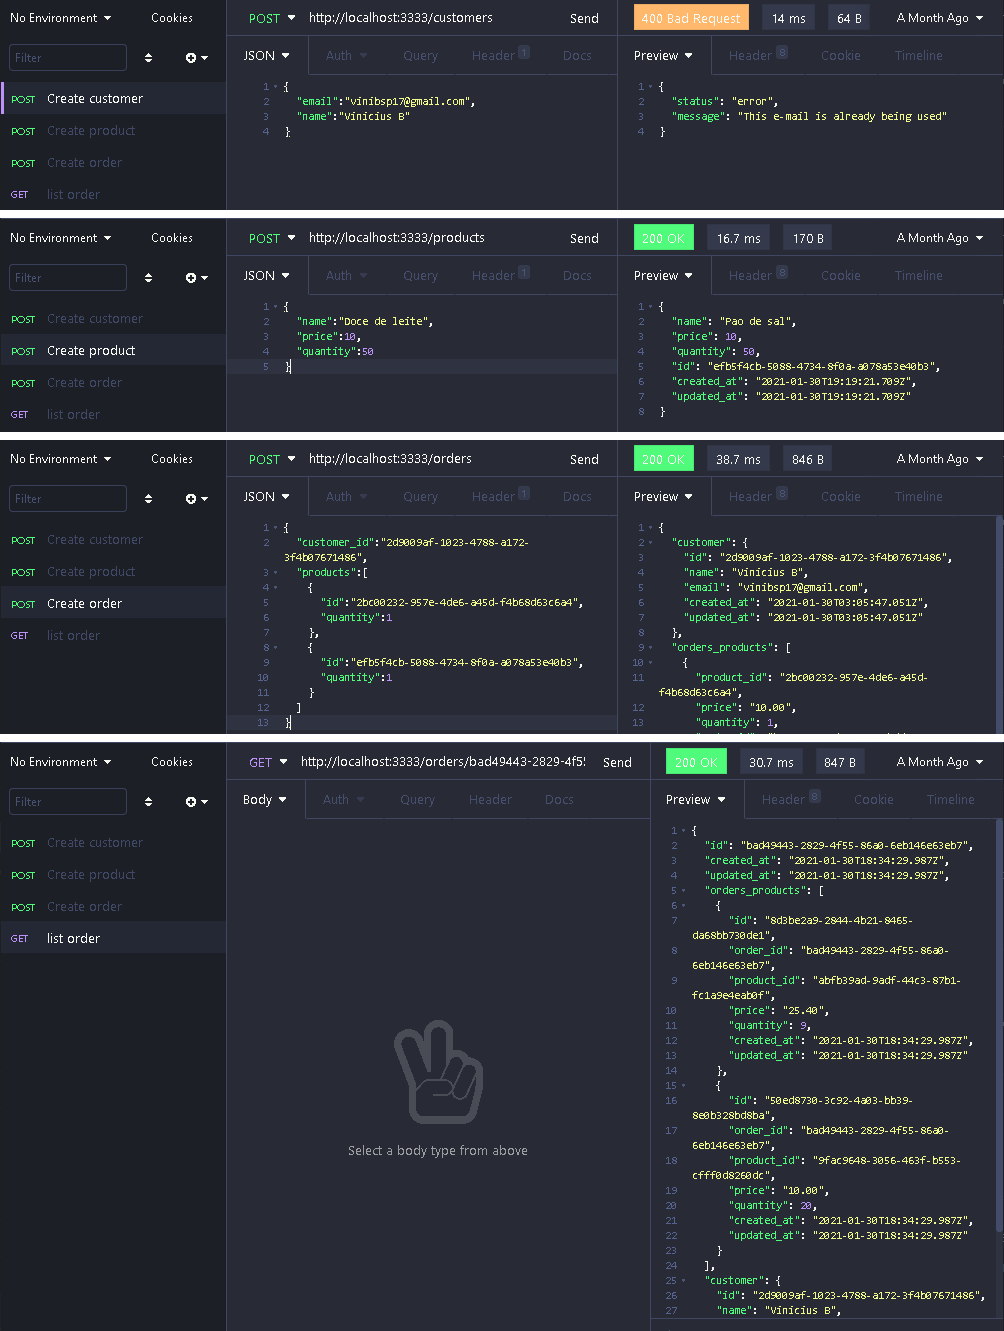 No Environment Cookies POST http://localhost:3333/customers Send 400 Bad Request 14 ms 64 B A Month Ago
Filter JSON Auth Query Header 1 Docs Preview Header 8 Cookie Timeline
POST Create customer
POST Create product
POST Create order
GET list order
1 {
2 "email":"vinibsp17@gmail.com",
3 "name":"Vinicius B"
4 }
1 {
2 "status": "error",
3 "message": "This e-mail is already being used"
4 }
No Environment Cookies POST http://localhost:3333/products Send 200 OK 16.7 ms 170 B A Month Ago
Filter JSON Auth Query Header 1 Docs Preview Header 8 Cookie Timeline
POST Create customer
POST Create product
POST Create order
GET list order
1 {
2 "name":"Doce de leite",
3 "price":10,
4 "quantity":50
5 }
1 {
2 "name": "Pao de sal",
3 "price": 10,
4 "quantity": 50,
5 "id": "efb5f4cb-5088-4734-8f0a-a078a53e40b3",
6 "created_at": "2021-01-30T19:19:21.709Z",
7 "updated_at": "2021-01-30T19:19:21.709Z"
8 }
No Environment Cookies POST http://localhost:3333/orders Send 200 OK 38.7 ms 846 B A Month Ago
Filter JSON Auth Query Header 1 Docs Preview Header 8 Cookie Timeline
POST Create customer
POST Create product
POST Create order
GET list order
1 {
2 "customer_id":"2d9009af-1023-4788-a172-
3f4b07671486",
3 "products":[
4 {
5 "id":"2bc00232-957e-4de6-a45d-f4b68d63c6a4",
6 "quantity":1
7 },
8 {
9 "id":"efb5f4cb-5088-4734-8f0a-a078a53e40b3",
10 "quantity":1
11 }
12 ]
13 }
1 {
2 "customer": {
3 "id": "2d9009af-1023-4788-a172-3f4b07671486",
4 "name": "Vinicius B",
5 "email": "vinibsp17@gmail.com",
6 "created_at": "2021-01-30T03:05:47.051Z",
7 "updated_at": "2021-01-30T03:05:47.051Z"
8 },
9 "orders_products": [
10 {
11 "product_id": "2bc00232-957e-4de6-a45d-
f4b68d63c6a4",
12 "price": "10.00",
13 "quantity": 1,
No Environment Cookies GET http://localhost:3333/orders/bad49443-2829-4f5 Send 200 OK 30.7 ms 847 B A Month Ago
Filter Body Auth Query Header Docs Preview Header 8 Cookie Timeline
POST Create customer
POST Create product
POST Create order
GET list order
Select a body type from above
1 {
2 "id": "bad49443-2829-4f55-86a0-6eb146e63eb7",
3 "created_at": "2021-01-30T18:34:29.987Z",
4 "updated_at": "2021-01-30T18:34:29.987Z",
5 "orders_products": [
6 {
7 "id": "8d3be2a9-2844-4b21-8465-
da68bb730de1",
8 "order_id": "bad49443-2829-4f55-86a0-
6eb146e63eb7",
9 "product_id": "abfb39ad-9adf-44c3-87b1-
fc1a9e4eab0f",
10 "price": "25.40",
11 "quantity": 9,
12 "created_at": "2021-01-30T18:34:29.987Z",
13 "updated_at": "2021-01-30T18:34:29.987Z"
14 },
15 {
16 "id": "50ed8730-3c92-4a03-bb39-
8e0b328bd8ba",
17 "order_id": "bad49443-2829-4f55-86a0-
6eb146e63eb7",
18 "product_id": "9fac9648-3056-463f-b553-
cfff0d8260dc",
19 "price": "10.00",
20 "quantity": 20,
21 "created_at": "2021-01-30T18:34:29.987Z",
22 "updated_at": "2021-01-30T18:34:29.987Z"
23 }
24 ],
25 "customer": {
26 "id": "2d9009af-1023-4788-a172-3f4b07671486",
27 "name": "Vinicius B",